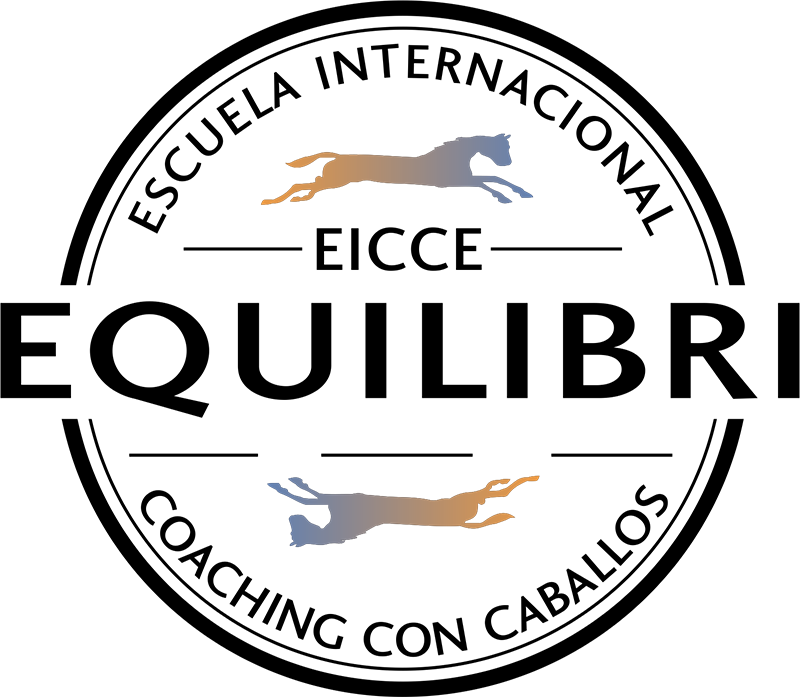 ESCUELA INTERNACIONAL
EICCE
EQUILIBRI
COACHING CON CABALLOS